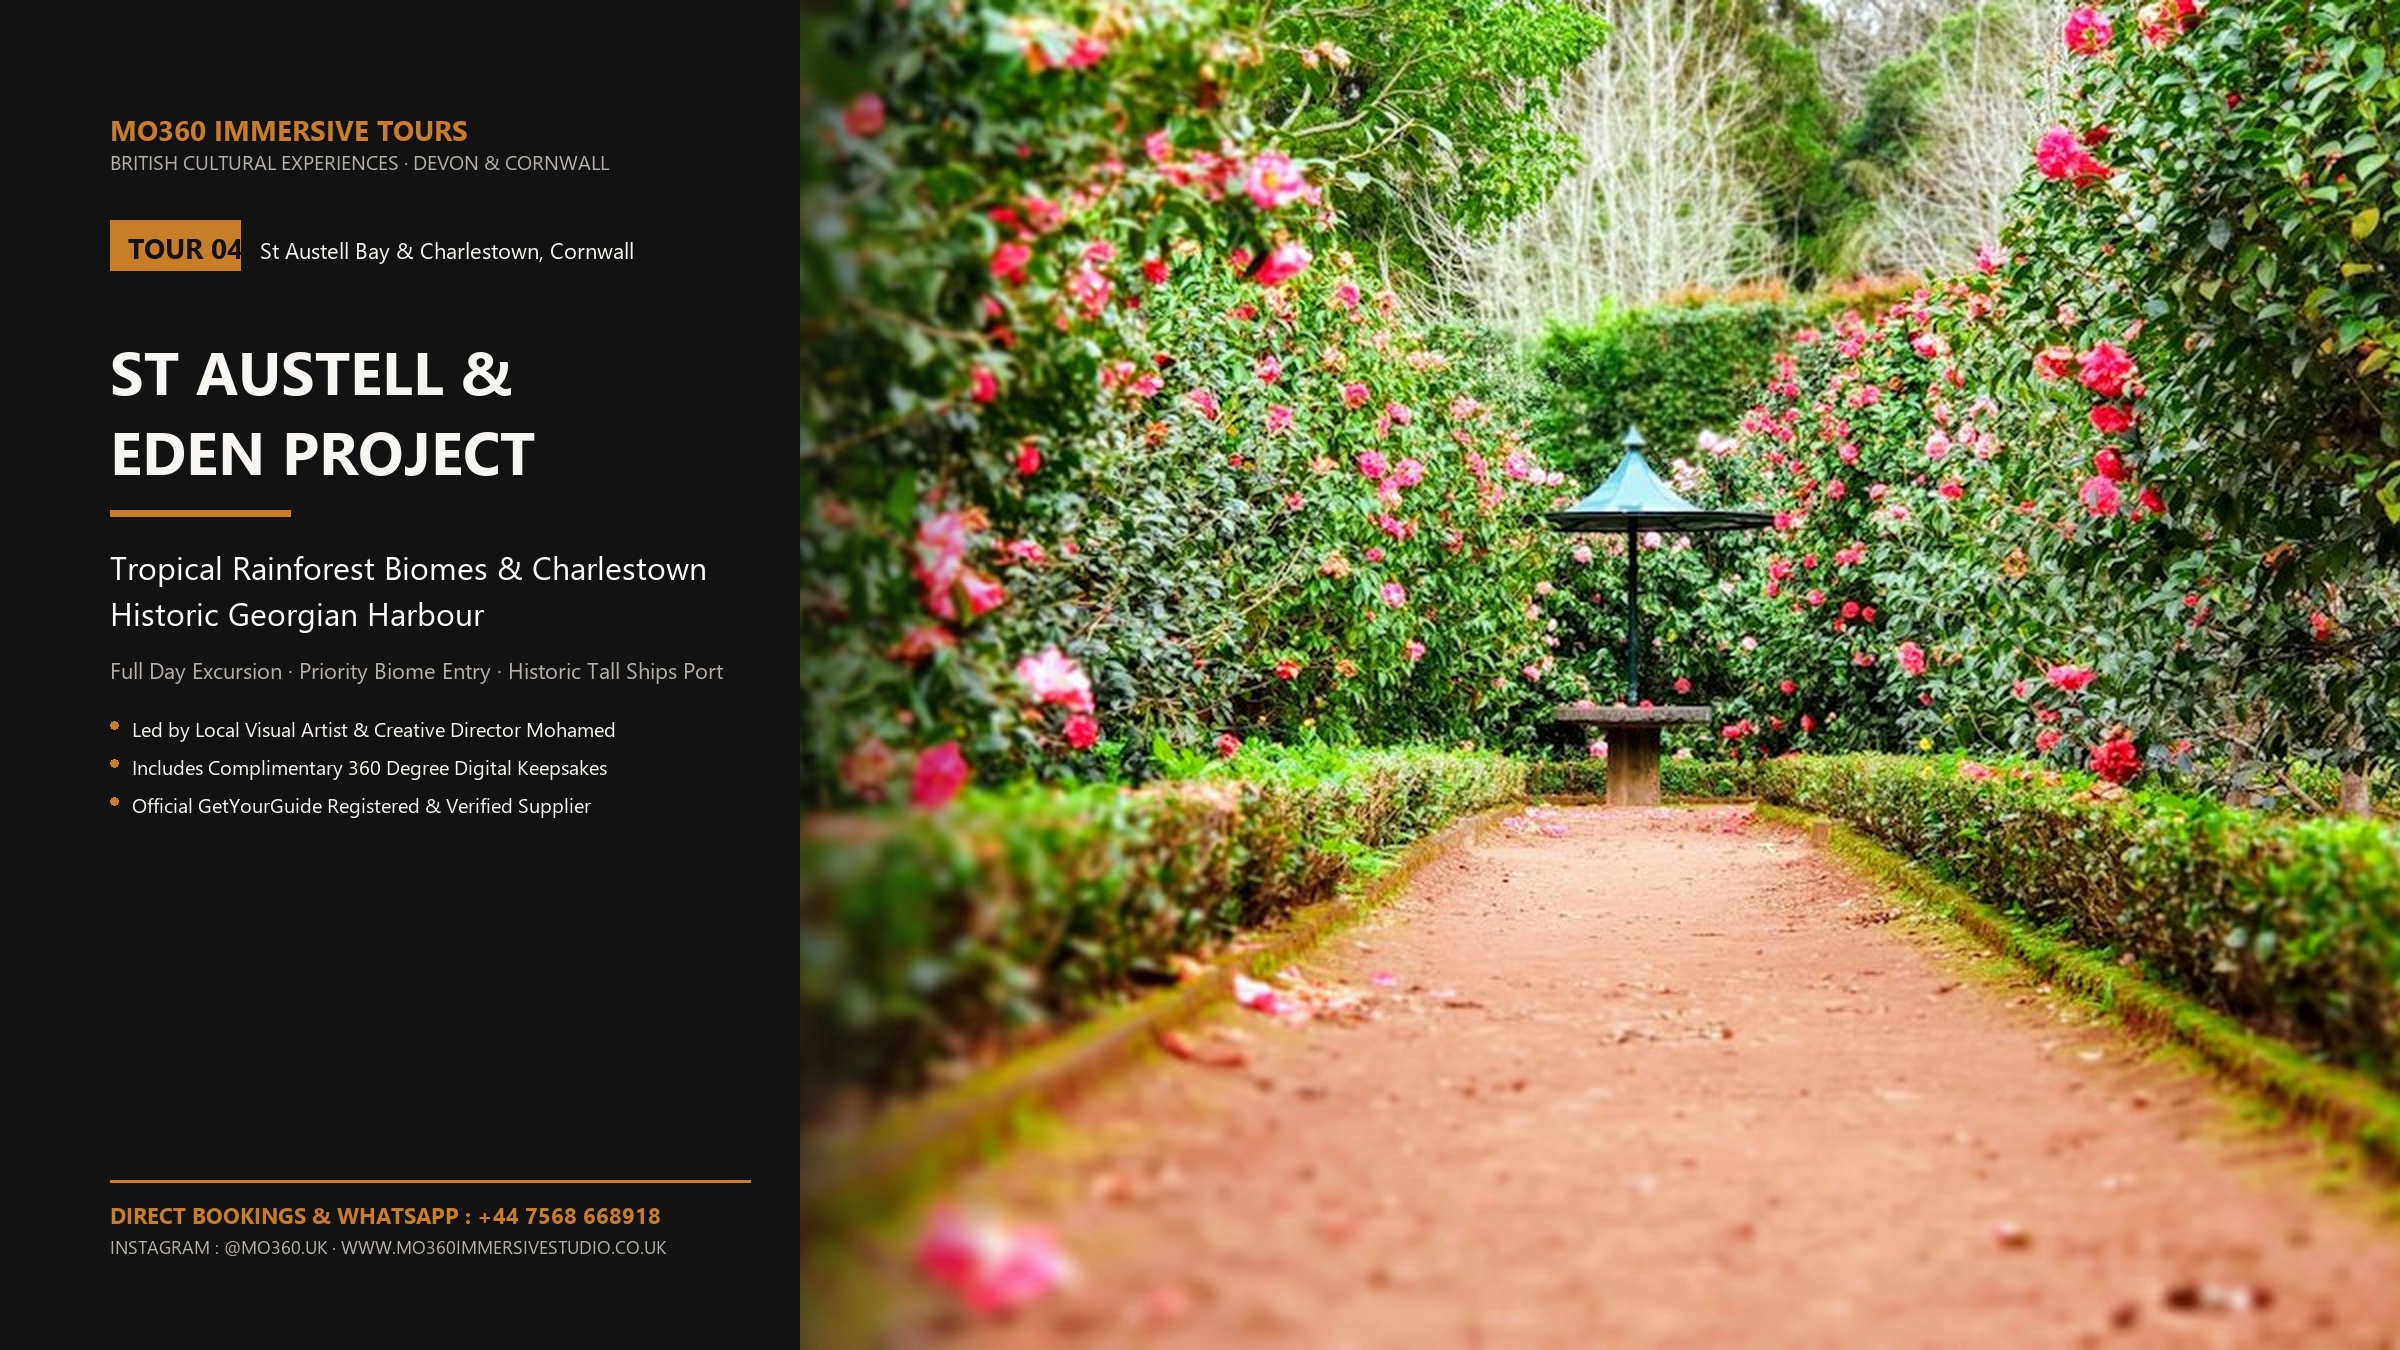 MO360 IMMERSIVE TOURS
BRITISH CULTURAL EXPERIENCES · DEVON & CORNWALL
TOUR 04
St Austell Bay & Charlestown, Cornwall
ST AUSTELL &
EDEN PROJECT
Tropical Rainforest Biomes & Charlestown
Historic Georgian Harbour
Full Day Excursion · Priority Biome Entry · Historic Tall Ships Port
• Led by Local Visual Artist & Creative Director Mohamed
• Includes Complimentary 360 Degree Digital Keepsakes
• Official GetYourGuide Registered & Verified Supplier
DIRECT BOOKINGS & WHATSAPP : +44 7568 668918
INSTAGRAM : @MO360.UK · WWW.MO360IMMERSIVESTUDIO.CO.UK